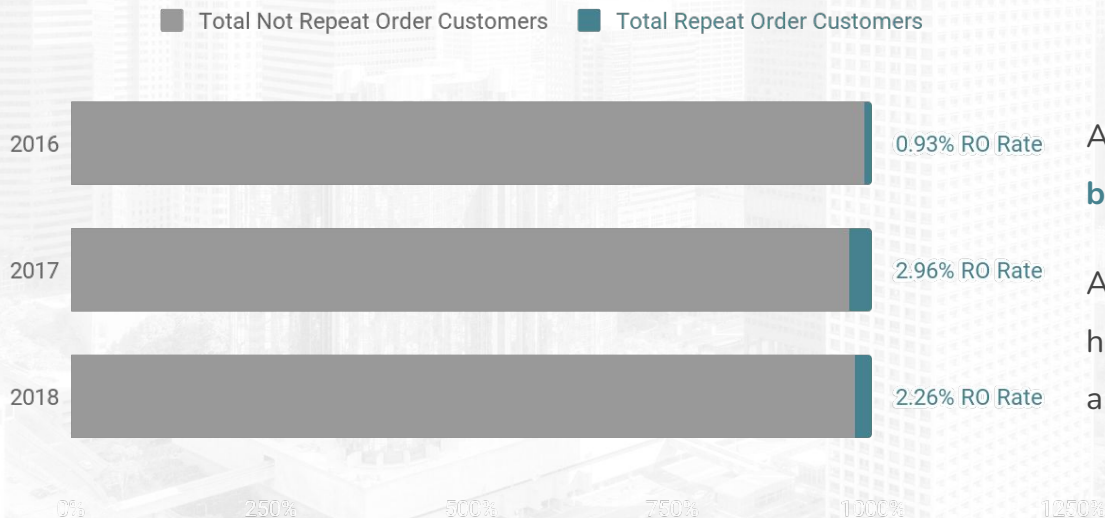 Total Not Repeat Order Customers Total Repeat Order Customers
2016 0.93% RO Rate
2017 2.96% RO Rate
2018 2.26% RO Rate
0% 250% 500% 750% 1000% 1250%